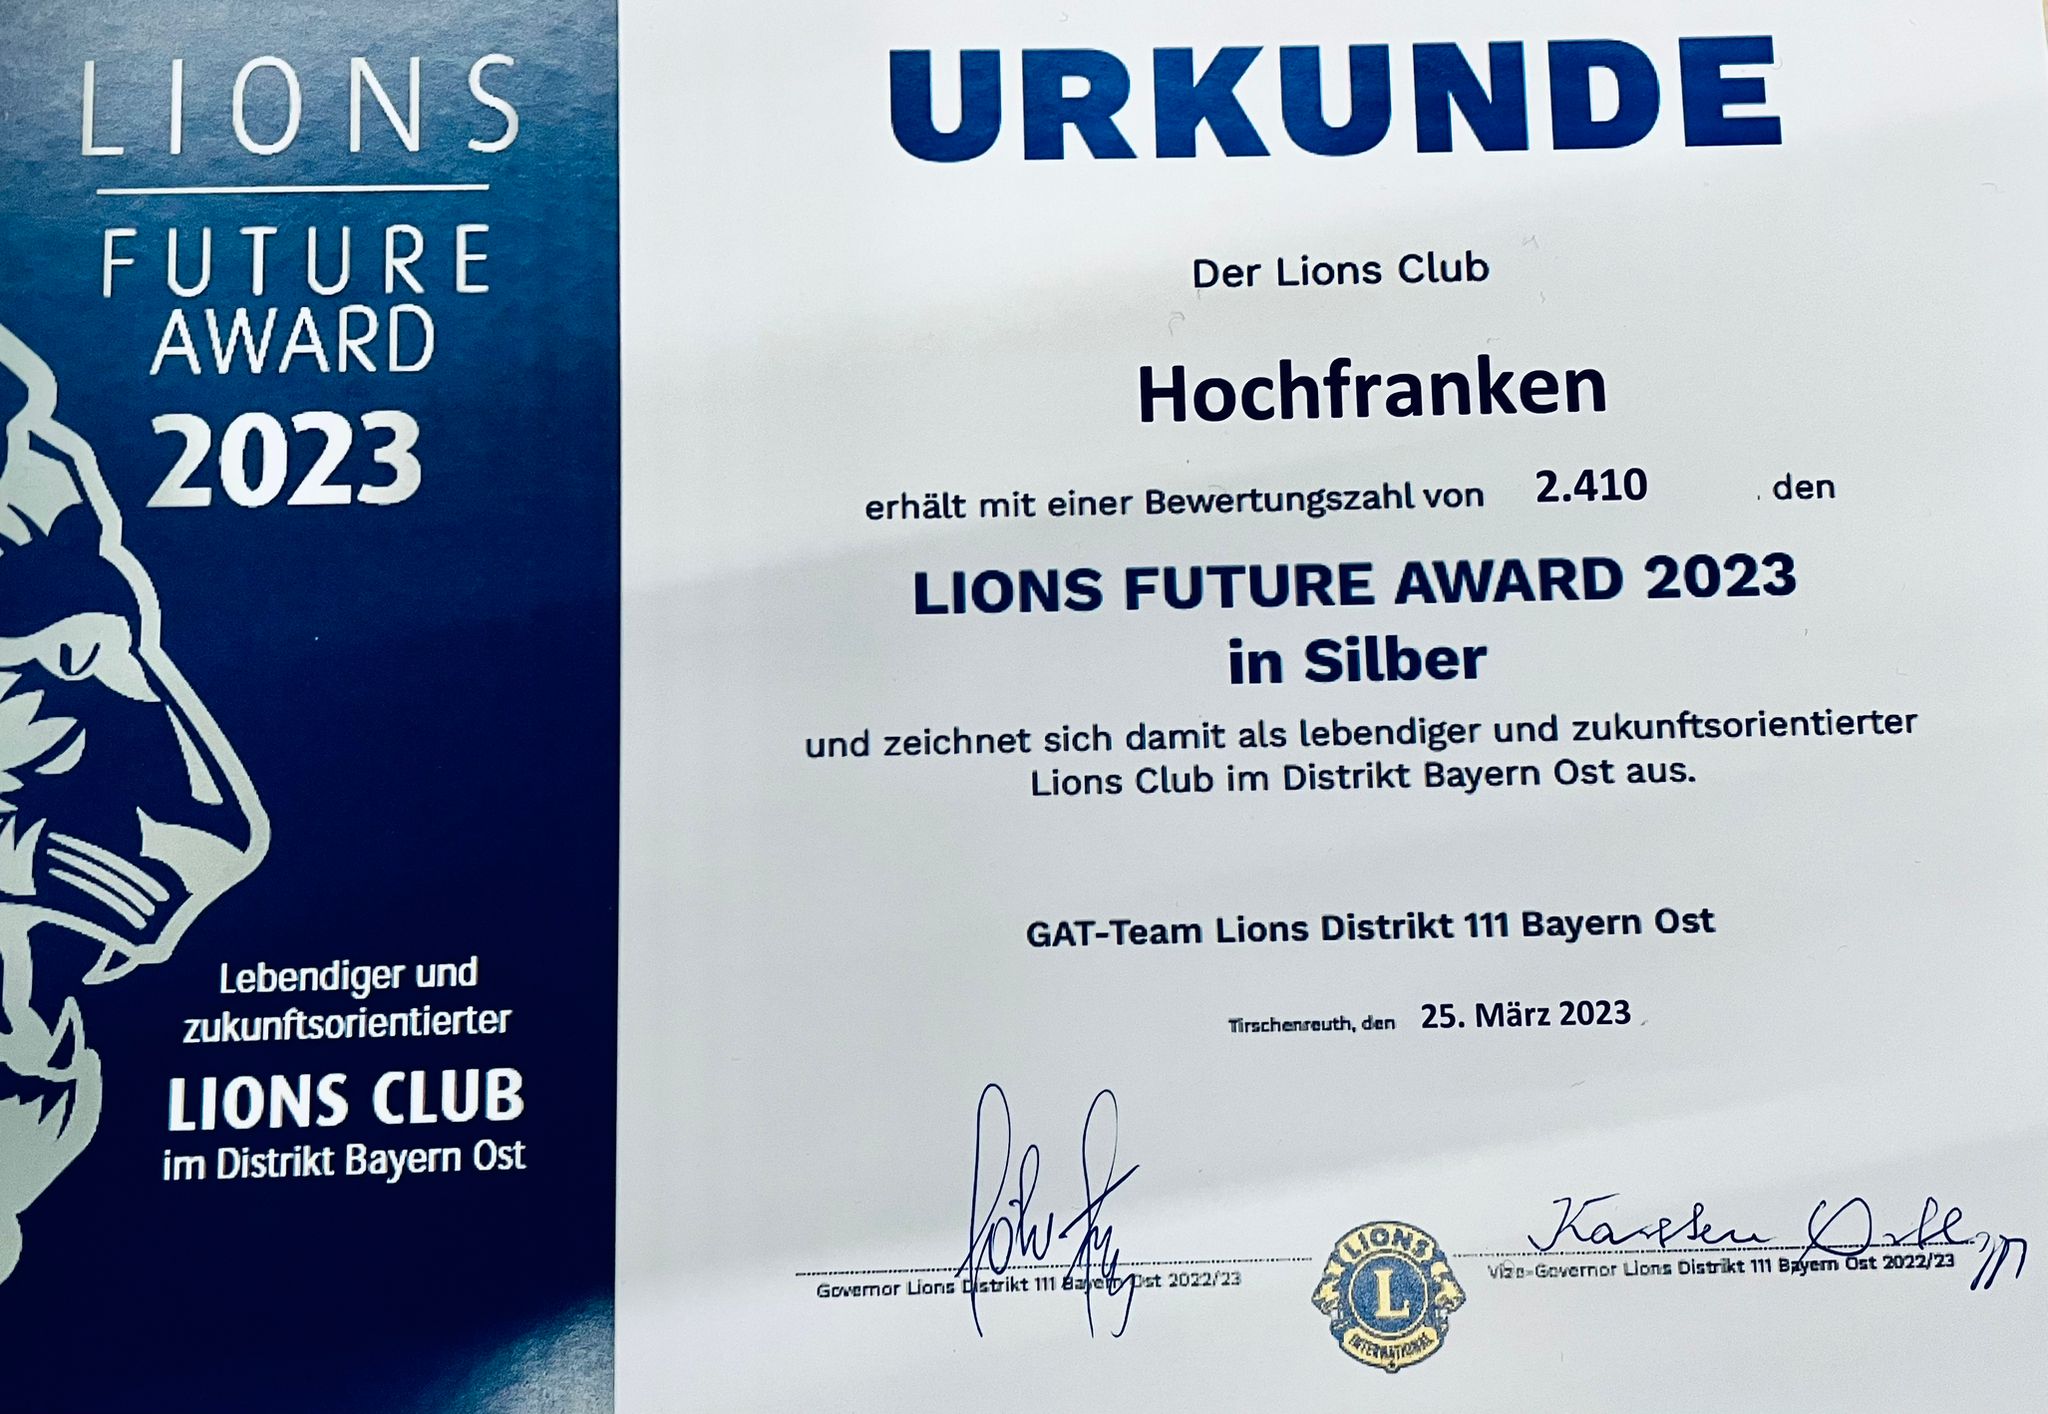 LIONS
FUTURE
AWARD
2023
Lebendiger und
zukunftsorientierter
LIONS CLUB
im Distrikt Bayern Ost
URKUNDE
Der Lions Club
Hochfranken
erhält mit einer Bewertungszahl von 2.410 den
LIONS FUTURE AWARD 2023
in Silber
und zeichnet sich damit als lebendiger und zukunftsorientierter
Lions Club im Distrikt Bayern Ost aus.
GAT-Team Lions Distrikt 111 Bayern Ost
Tirschenreuth, den 25. März 2023
Karsten
Governor Lions Distrikt 111 Bayern Ost 2022/23
Vize-Governor Lions Distrikt 111 Bayern Ost 2022/23
LIONS
L
INTERNATIONAL